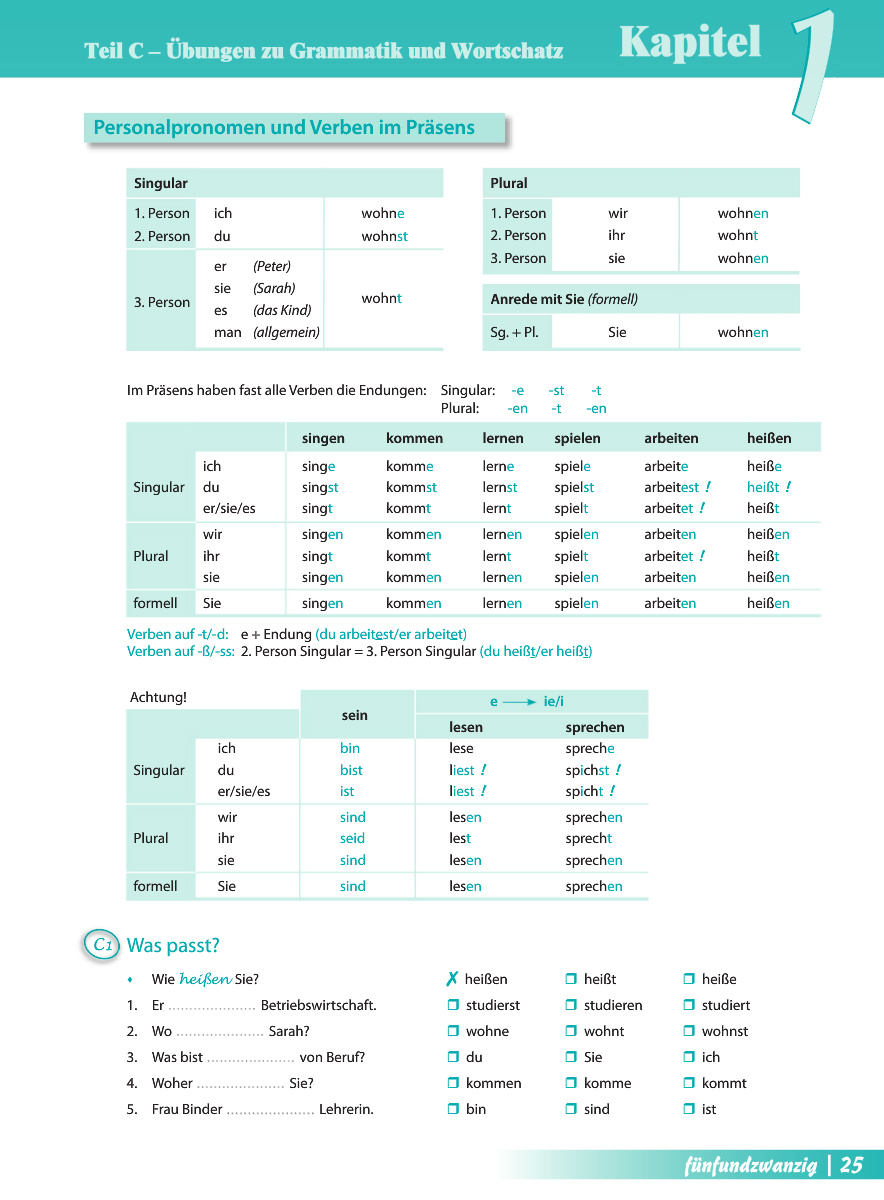 Teil C – Übungen zu Grammatik und Wortschatz Kapitel 1
Personalpronomen und Verben im Präsens
Singular
1. Person ich wohne
2. Person du wohnst
3. Person er (Peter) wohnt
sie (Sarah)
es (das Kind)
man (allgemein)
Plural
1. Person wir wohnen
2. Person ihr wohnt
3. Person sie wohnen
Anrede mit Sie (formell)
Sg. + Pl. Sie wohnen
Im Präsens haben fast alle Verben die Endungen: Singular: -e -st -t
Plural: -en -t -en
singen kommen lernen spielen arbeiten heißen
ich singe komme lerne spiele arbeite heiße
Singular du singst kommst lernst spielst arbeitest ! heißt !
er/sie/es singt kommt lernt spielt arbeitet ! heißt
wir singen kommen lernen spielen arbeiten heißen
Plural ihr singt kommt lernt spielt arbeitet ! heißt
sie singen kommen lernen spielen arbeiten heißen
formell Sie singen kommen lernen spielen arbeiten heißen
Verben auf -t/-d: e + Endung (du arbeitest/er arbeitet)
Verben auf -ß/-ss: 2. Person Singular = 3. Person Singular (du heißt/er heißt)
Achtung!
sein e → ie/i
lesen sprechen
ich bin lese spreche
Singular du bist liest ! spichst !
er/sie/es ist liest ! spicht !
wir sind lesen sprechen
Plural ihr seid lest sprecht
sie sind lesen sprechen
formell Sie sind lesen sprechen
C1 Was passt?
⬧ Wie heißen Sie? ✗ heißen ❒ heißt ❒ heiße
1. Er ..................... Betriebswirtschaft. ❒ studierst ❒ studieren ❒ studiert
2. Wo ..................... Sarah? ❒ wohne ❒ wohnt ❒ wohnst
3. Was bist ..................... von Beruf? ❒ du ❒ Sie ❒ ich
4. Woher ..................... Sie? ❒ kommen ❒ komme ❒ kommt
5. Frau Binder ..................... Lehrerin. ❒ bin ❒ sind ❒ ist
fünfundzwanzig | 25